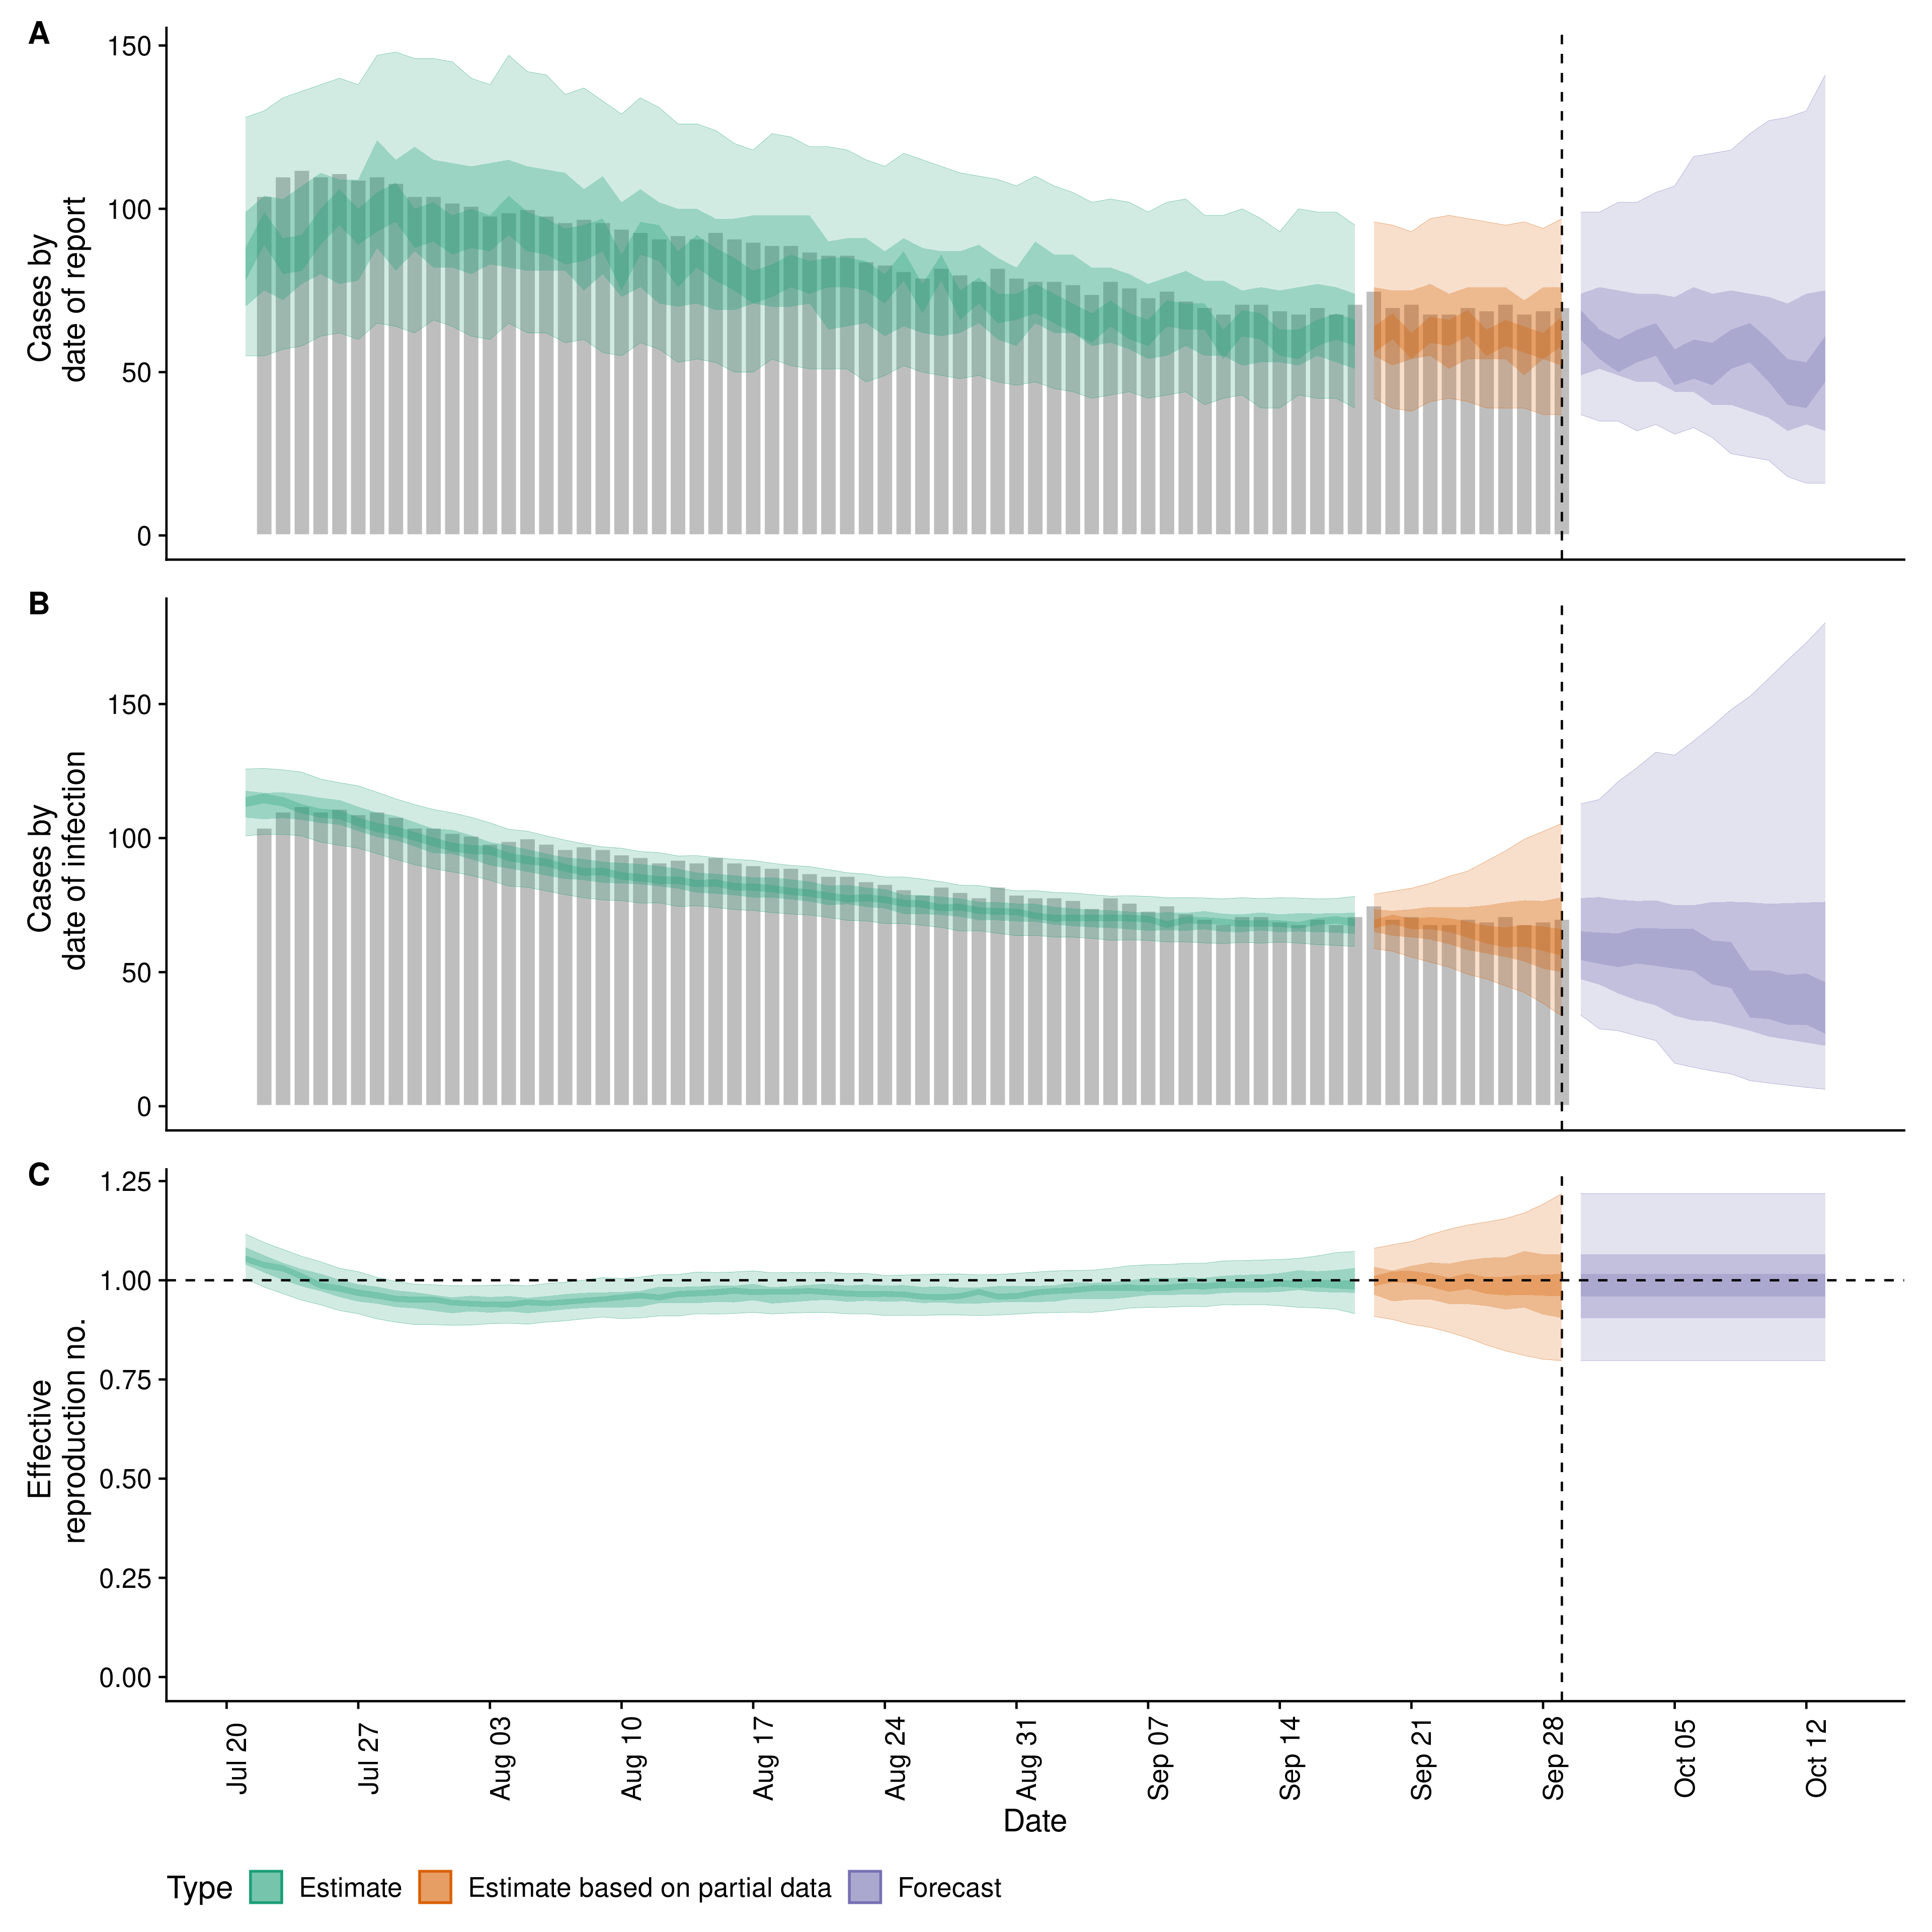 A
Cases by
date of report
150
100
50
0
B
Cases by
date of infection
150
100
50
0
C
Effective
reproduction no.
1.25
1.00
0.75
0.50
0.25
0.00
Jul 20
Jul 27
Aug 03
Aug 10
Aug 17
Aug 24
Aug 31
Sep 07
Sep 14
Sep 21
Sep 28
Oct 05
Oct 12
Date
Type Estimate Estimate based on partial data Forecast